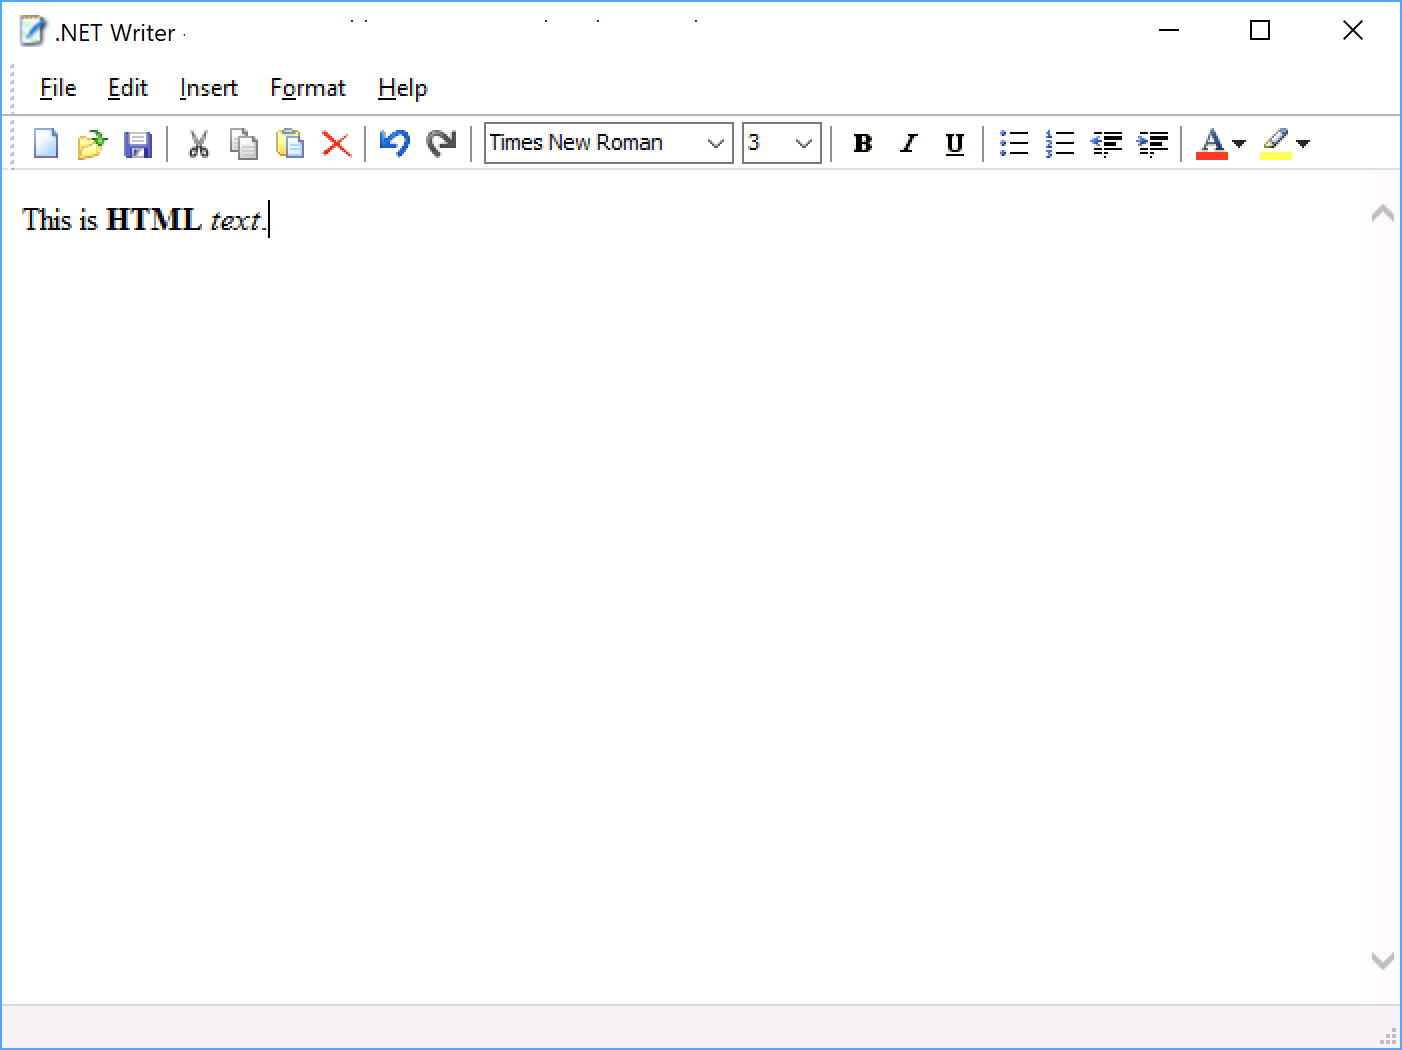 .NET Writer
File Edit Insert Format Help
Times New Roman 3 B I U A
This is HTML text.